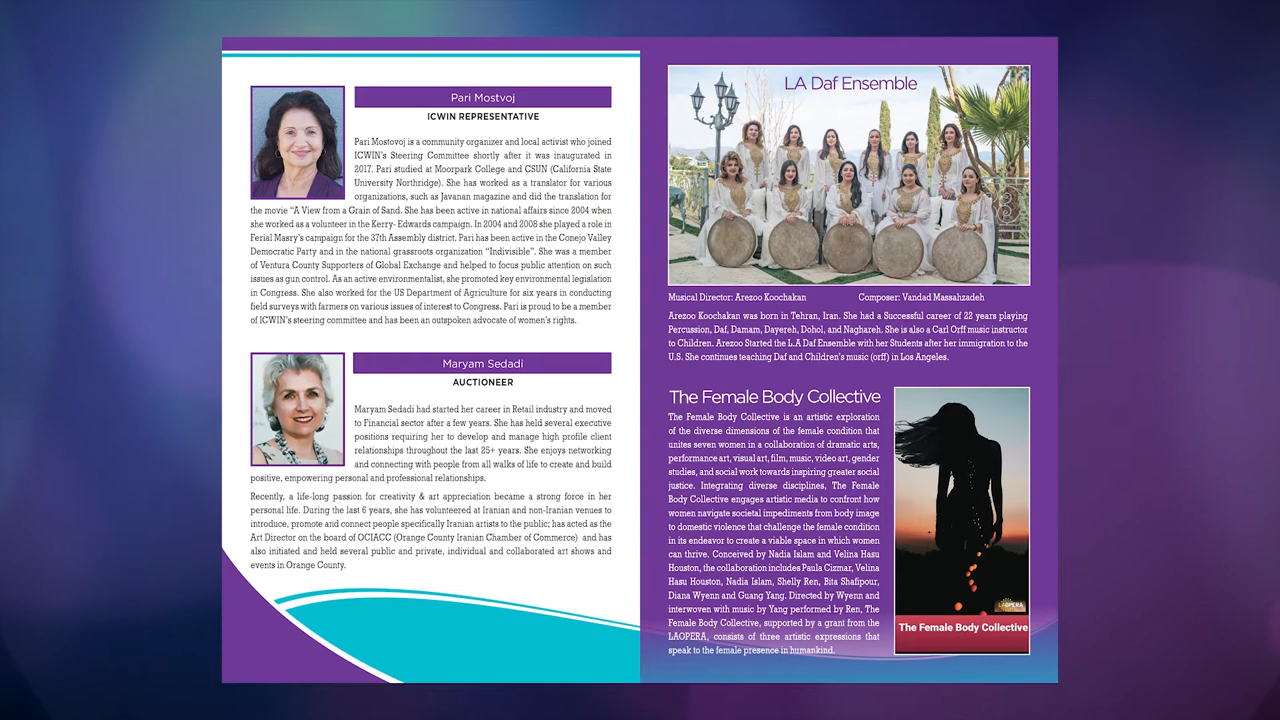 Pari Mostvoj
ICWIN REPRESENTATIVE
Pari Mostovoj is a community organizer and local activist who joined
ICWIN's Steering Committee shortly after it was inaugurated in
2017. Pari studied at Moorpark College and CSUN (California State
University Northridge). She has worked as a translator for various
organizations, such as Javanan magazine and did the translation for
the movie "A View from a Grain of Sand. She has been active in national affairs since 2004 when
she worked as a volunteer in the Kerry- Edwards campaign. In 2004 and 2008 she played a role in
Ferial Masry's campaign for the 37th Assembly district. Pari has been active in the Conejo Valley
Democratic Party and in the national grassroots organization "Indivisible". She was a member
of Ventura County Supporters of Global Exchange and helped to focus public attention on such
issues as gun control. As an active environmentalist, she promoted key environmental legislation
in Congress. She also worked for the US Department of Agriculture for six years in conducting
field surveys with farmers on various issues of interest to Congress. Pari is proud to be a member
of ICWIN's steering committee and has been an outspoken advocate of women's rights.
Maryam Sedadi
AUCTIONEER
Maryam Sedadi had started her career in Retail industry and moved
to Financial sector after a few years. She has held several executive
positions requiring her to develop and manage high profile client
relationships throughout the last 25+ years. She enjoys networking
and connecting with people from all walks of life to create and build
positive, empowering personal and professional relationships.
Recently, a life-long passion for creativity & art appreciation became a strong force in her
personal life. During the last 6 years, she has volunteered at Iranian and non-Iranian venues to
introduce, promote and connect people specifically Iranian artists to the public; has acted as the
Art Director on the board of OCIACC (Orange County Iranian Chamber of Commerce) and has
also initiated and held several public and private, individual and collaborated art shows and
events in Orange County.
LA Daf Ensemble
Musical Director: Arezoo Koochakan Composer: Vandad Massahzadeh
Arezoo Koochakan was born in Tehran, Iran. She had a Successful career of 22 years playing
Percussion, Daf, Damam, Dayereh, Dohol, and Naghareh. She is also a Carl Orff music instructor
to Children. Arezoo Started the L.A Daf Ensemble with her Students after her immigration to the
U.S. She continues teaching Daf and Children's music (orff) in Los Angeles.
The Female Body Collective
The Female Body Collective is an artistic exploration
of the diverse dimensions of the female condition that
unites seven women in a collaboration of dramatic arts,
performance art, visual art, film, music, video art, gender
studies, and social work towards inspiring greater social
justice. Integrating diverse disciplines, The Female
Body Collective engages artistic media to confront how
women navigate societal impediments from body image
to domestic violence that challenge the female condition
in its endeavor to create a viable space in which women
can thrive. Conceived by Nadia Islam and Velina Hasu
Houston, the collaboration includes Paula Cizmar, Velina
Hasu Houston, Nadia Islam, Shelly Ren, Bita Shafipour,
Diana Wyenn and Guang Yang. Directed by Wyenn and
interwoven with music by Yang performed by Ren, The
Female Body Collective, supported by a grant from the
LAOPERA, consists of three artistic expressions that
speak to the female presence in humankind.
LAOPERA
The Female Body Collective